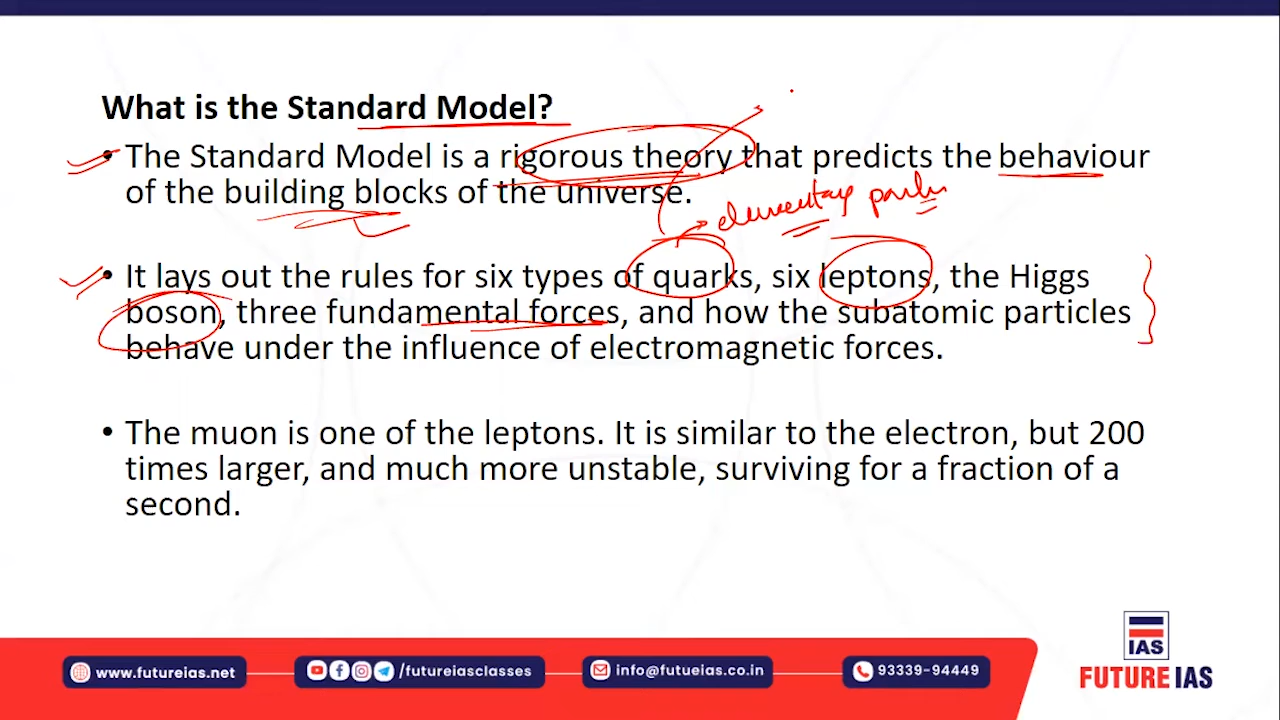 What is the Standard Model?
• The Standard Model is a rigorous theory that predicts the behaviour
of the building blocks of the universe.
elementary
• It lays out the rules for six types of quarks, six leptons, the Higgs
boson, three fundamental forces, and how the subatomic particles
behave under the influence of electromagnetic forces.
• The muon is one of the leptons. It is similar to the electron, but 200
times larger, and much more unstable, surviving for a fraction of a
second.
IAS
FUTURE IAS
www.futureias.net
/futureiasclasses
info@futueias.co.in
93339-94449